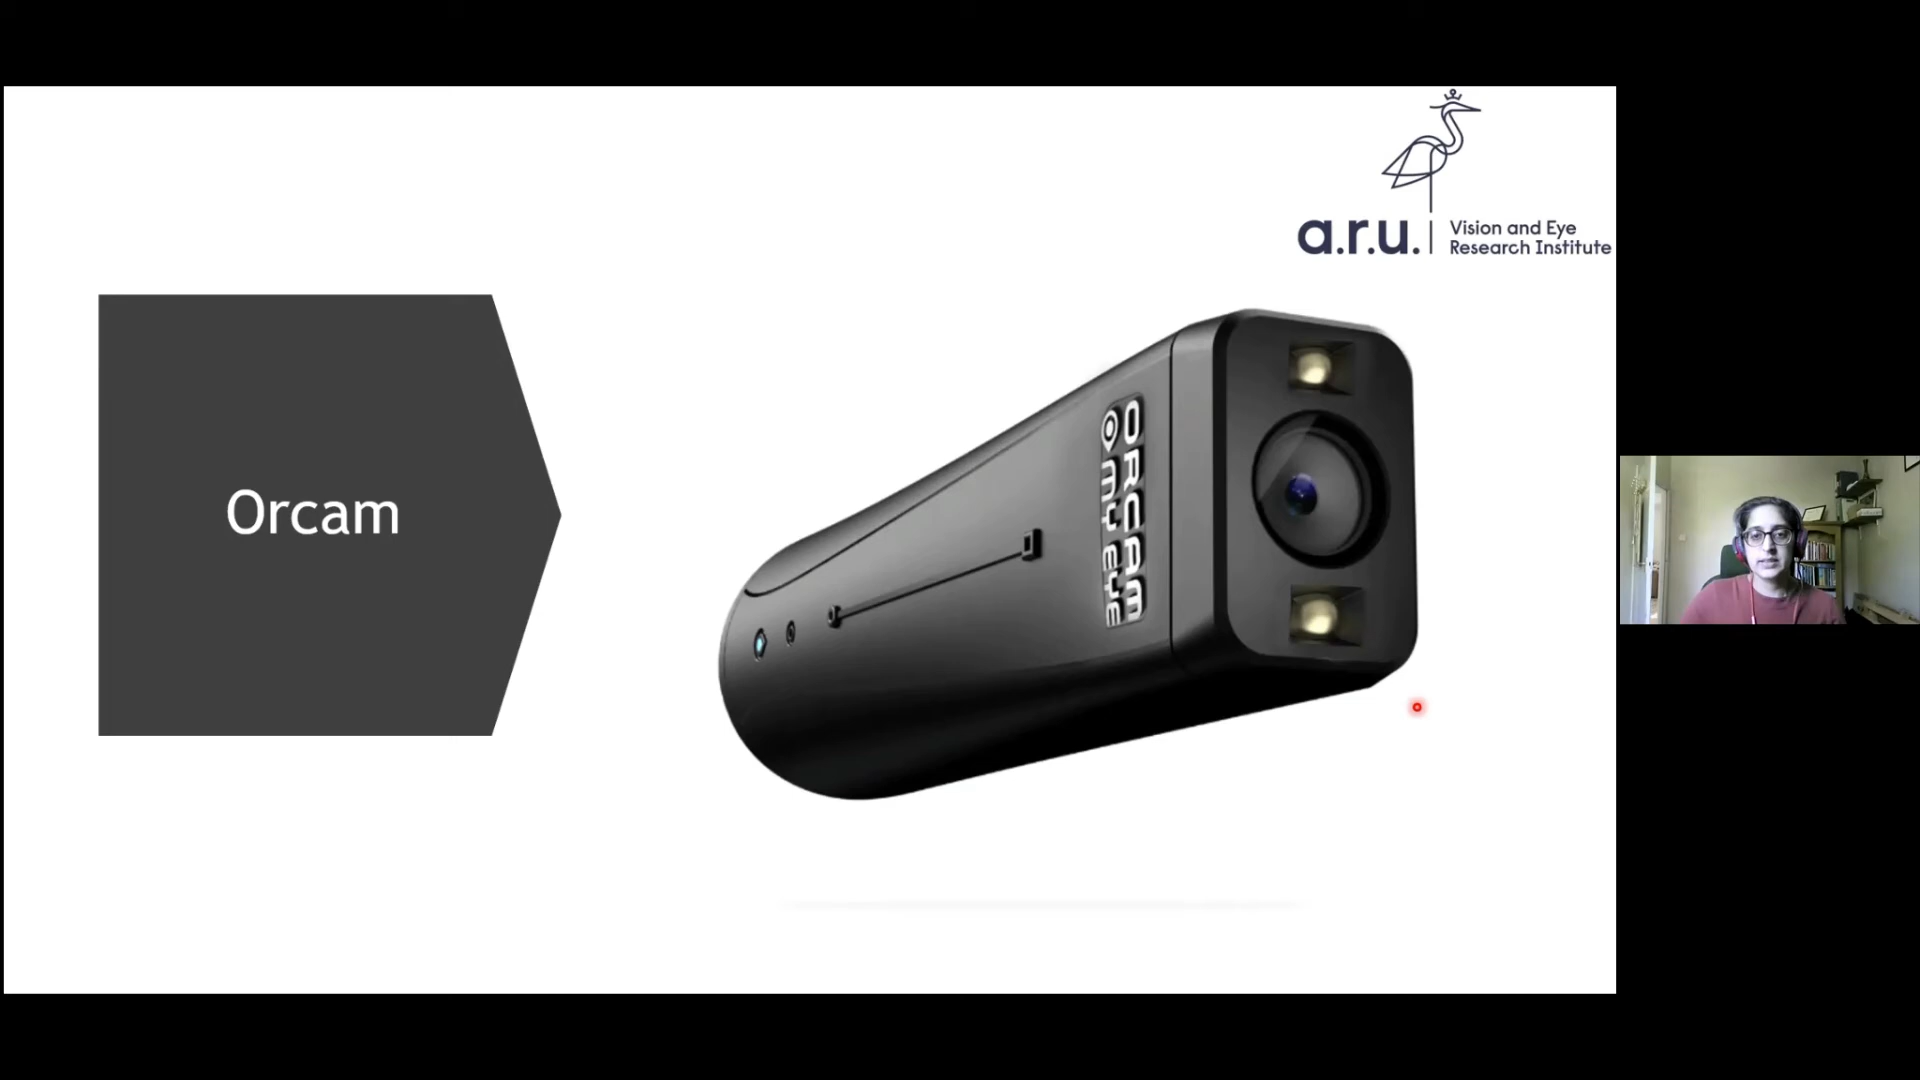 a.r.u.
Vision and Eye
Research Institute
Orcam
ORCAM
MY EYE